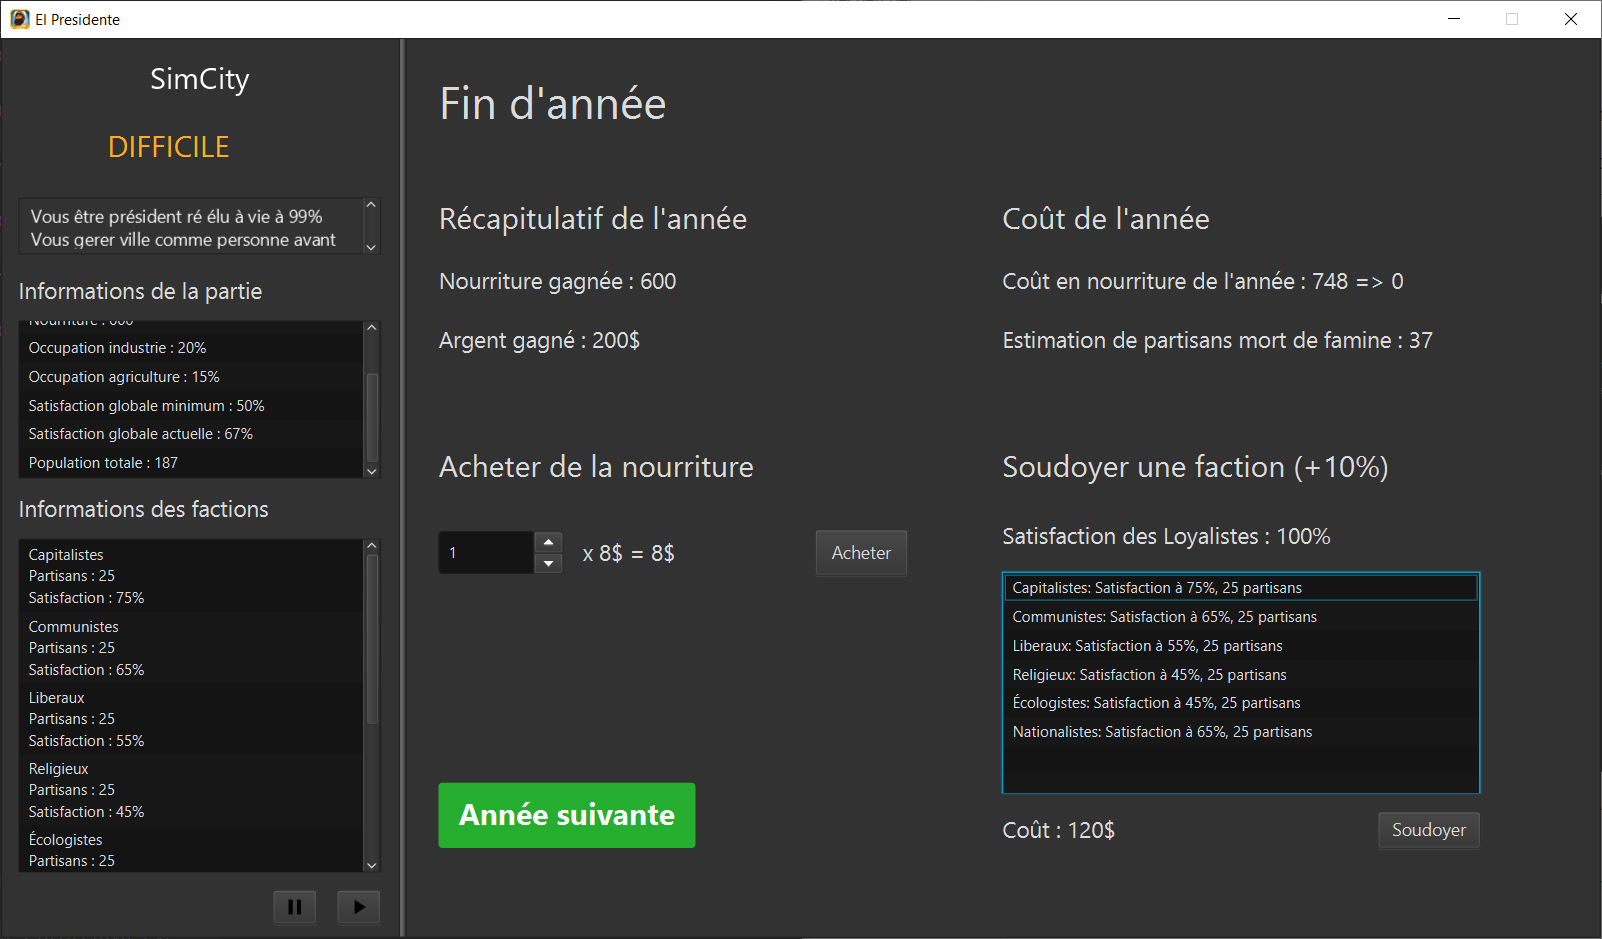 El Presidente
SimCity
DIFFICILE
Vous être président ré élu à vie à 99%
Vous gerer ville comme personne avant
Informations de la partie
Nourriture : 600
Occupation industrie : 20%
Occupation agriculture : 15%
Satisfaction globale minimum : 50%
Satisfaction globale actuelle : 67%
Population totale : 187
Informations des factions
Capitalistes
Partisans : 25
Satisfaction : 75%
Communistes
Partisans : 25
Satisfaction : 65%
Liberaux
Partisans : 25
Satisfaction : 55%
Religieux
Partisans : 25
Satisfaction : 45%
Écologistes
Partisans : 25
Fin d'année
Récapitulatif de l'année
Nourriture gagnée : 600
Argent gagné : 200$
Coût de l'année
Coût en nourriture de l'année : 748 => 0
Estimation de partisans mort de famine : 37
Acheter de la nourriture
1 x 8$ = 8$
Acheter
Soudoyer une faction (+10%)
Satisfaction des Loyalistes : 100%
Capitalistes: Satisfaction à 75%, 25 partisans
Communistes: Satisfaction à 65%, 25 partisans
Liberaux: Satisfaction à 55%, 25 partisans
Religieux: Satisfaction à 45%, 25 partisans
Écologistes: Satisfaction à 45%, 25 partisans
Nationalistes: Satisfaction à 65%, 25 partisans
Coût : 120$
Soudoyer
Année suivante